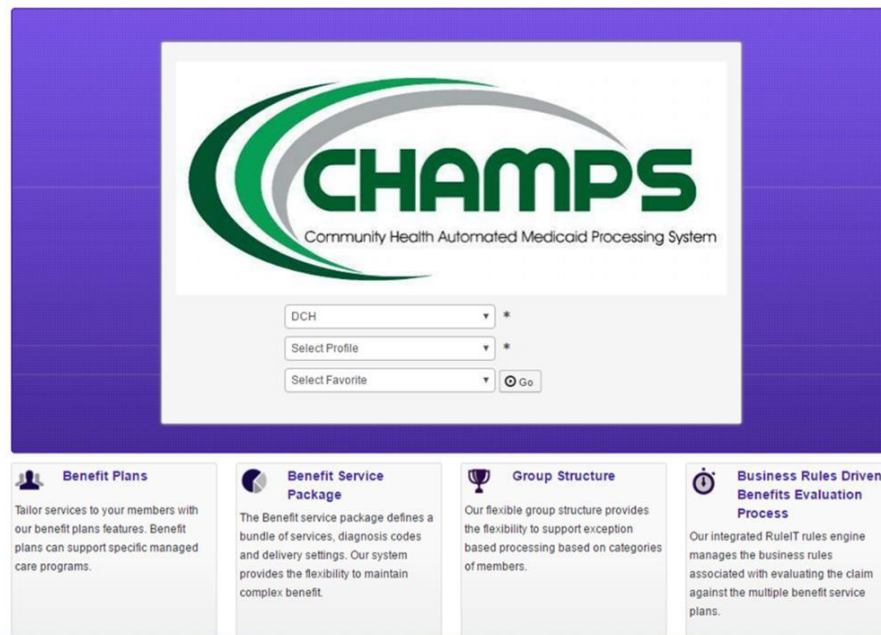 CHAMPS
Community Health Automated Medicaid Processing System
DCH
*
Select Profile
*
Select Favorite
Go
Benefit Plans
Tailor services to your members with
our benefit plans features. Benefit
plans can support specific managed
care programs.
Benefit Service
Package
The Benefit service package defines a
bundle of services, diagnosis codes
and delivery settings. Our system
provides the flexibility to maintain
complex benefit.
Group Structure
Our flexible group structure provides
the flexibility to support exception
based processing based on categories
of members.
Business Rules Driven
Benefits Evaluation
Process
Our integrated RuleIT rules engine
manages the business rules
associated with evaluating the claim
against the multiple benefit service
plans.